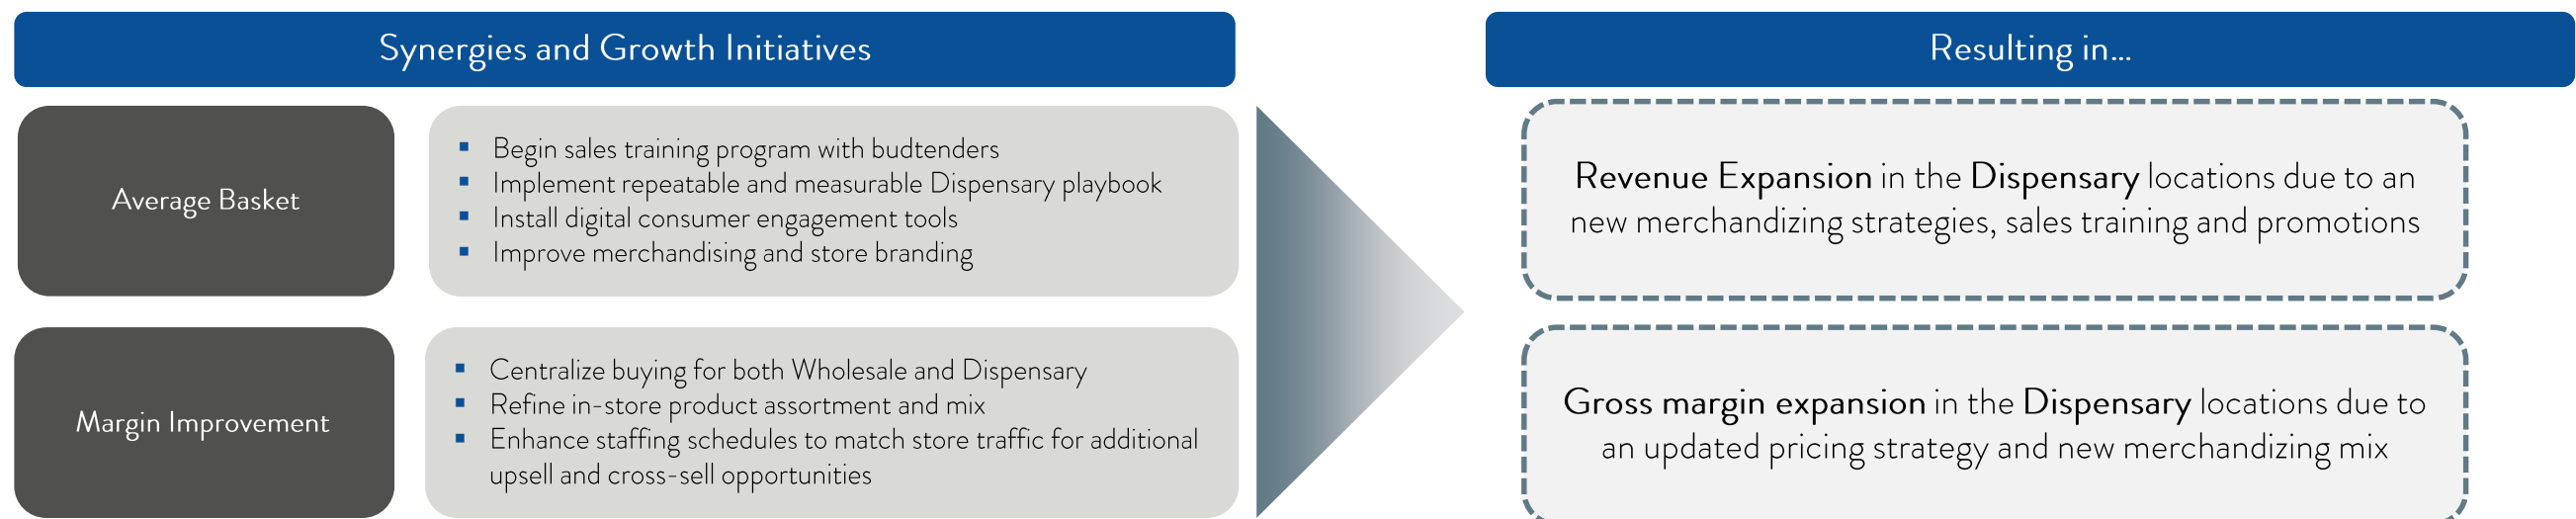 Synergies and Growth Initiatives
Resulting in...
Average Basket
▪ Begin sales training program with budtenders
▪ Implement repeatable and measurable Dispensary playbook
▪ Install digital consumer engagement tools
▪ Improve merchandising and store branding
Revenue Expansion in the Dispensary locations due to an
new merchandizing strategies, sales training and promotions
Margin Improvement
▪ Centralize buying for both Wholesale and Dispensary
▪ Refine in-store product assortment and mix
▪ Enhance staffing schedules to match store traffic for additional
upsell and cross-sell opportunities
Gross margin expansion in the Dispensary locations due to
an updated pricing strategy and new merchandizing mix